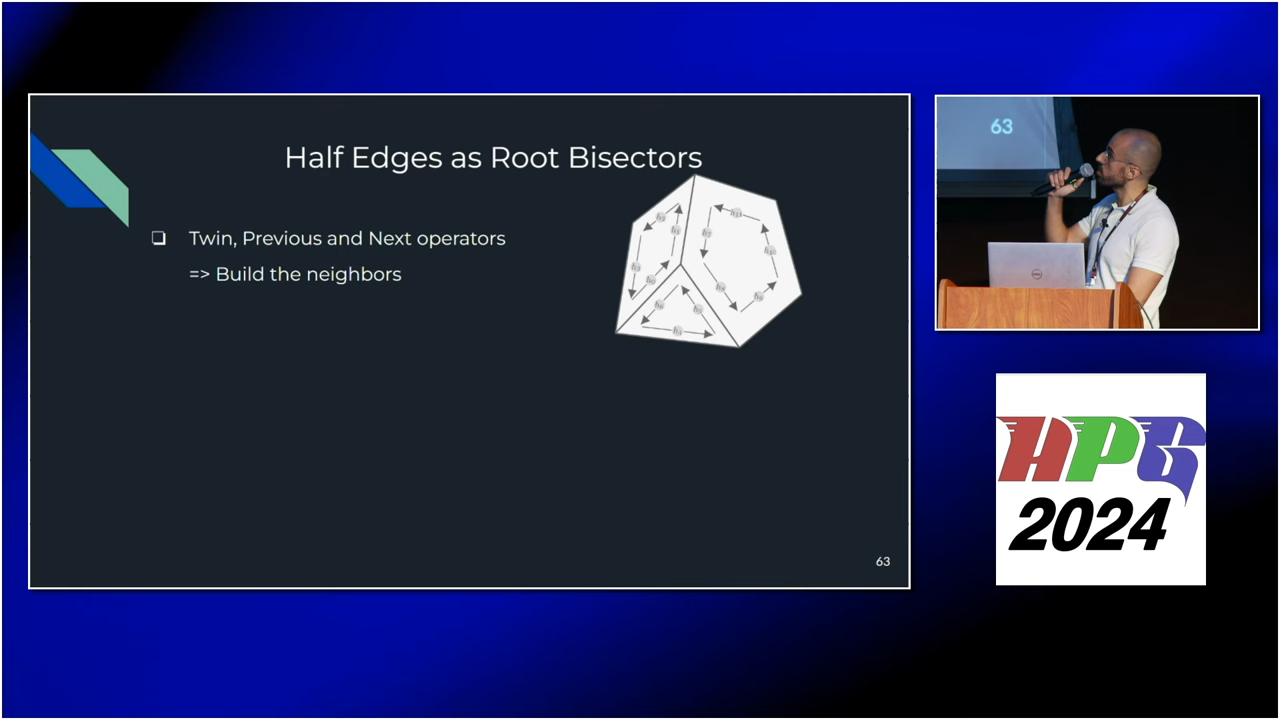 Half Edges as Root Bisectors
Twin, Previous and Next operators
=> Build the neighbors
63
63
HPG
2024